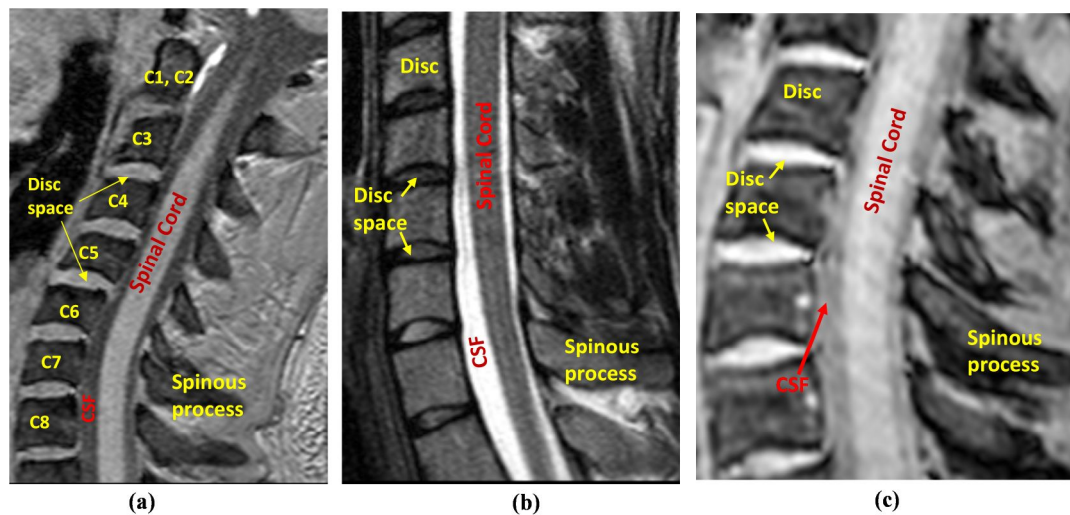 C1, C2
C3
Disc
space
C4
C5
C6
C7
C8
Spinal Cord
CSF
Spinous
process
(a)
Disc
Spinal Cord
Disc
space
CSF
Spinous
process
(b)
Disc
Spinal Cord
Disc
space
CSF
Spinous
process
(c)